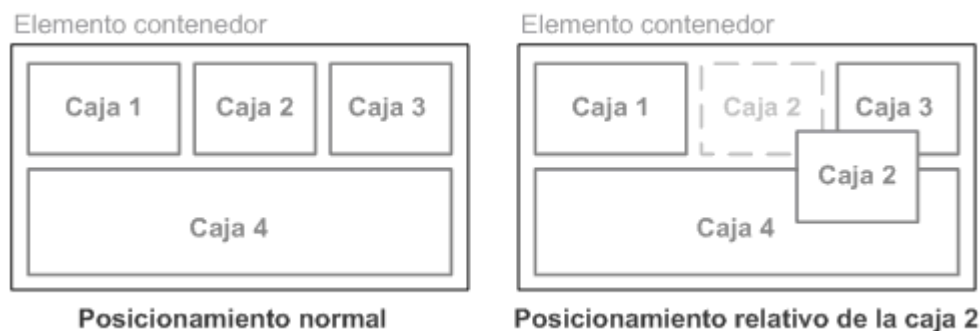 Elemento contenedor
Caja 1
Caja 2
Caja 3
Caja 4
Posicionamiento normal
Elemento contenedor
Caja 1
Caja 2
Caja 3
Caja 2
Caja 4
Posicionamiento relativo de la caja 2